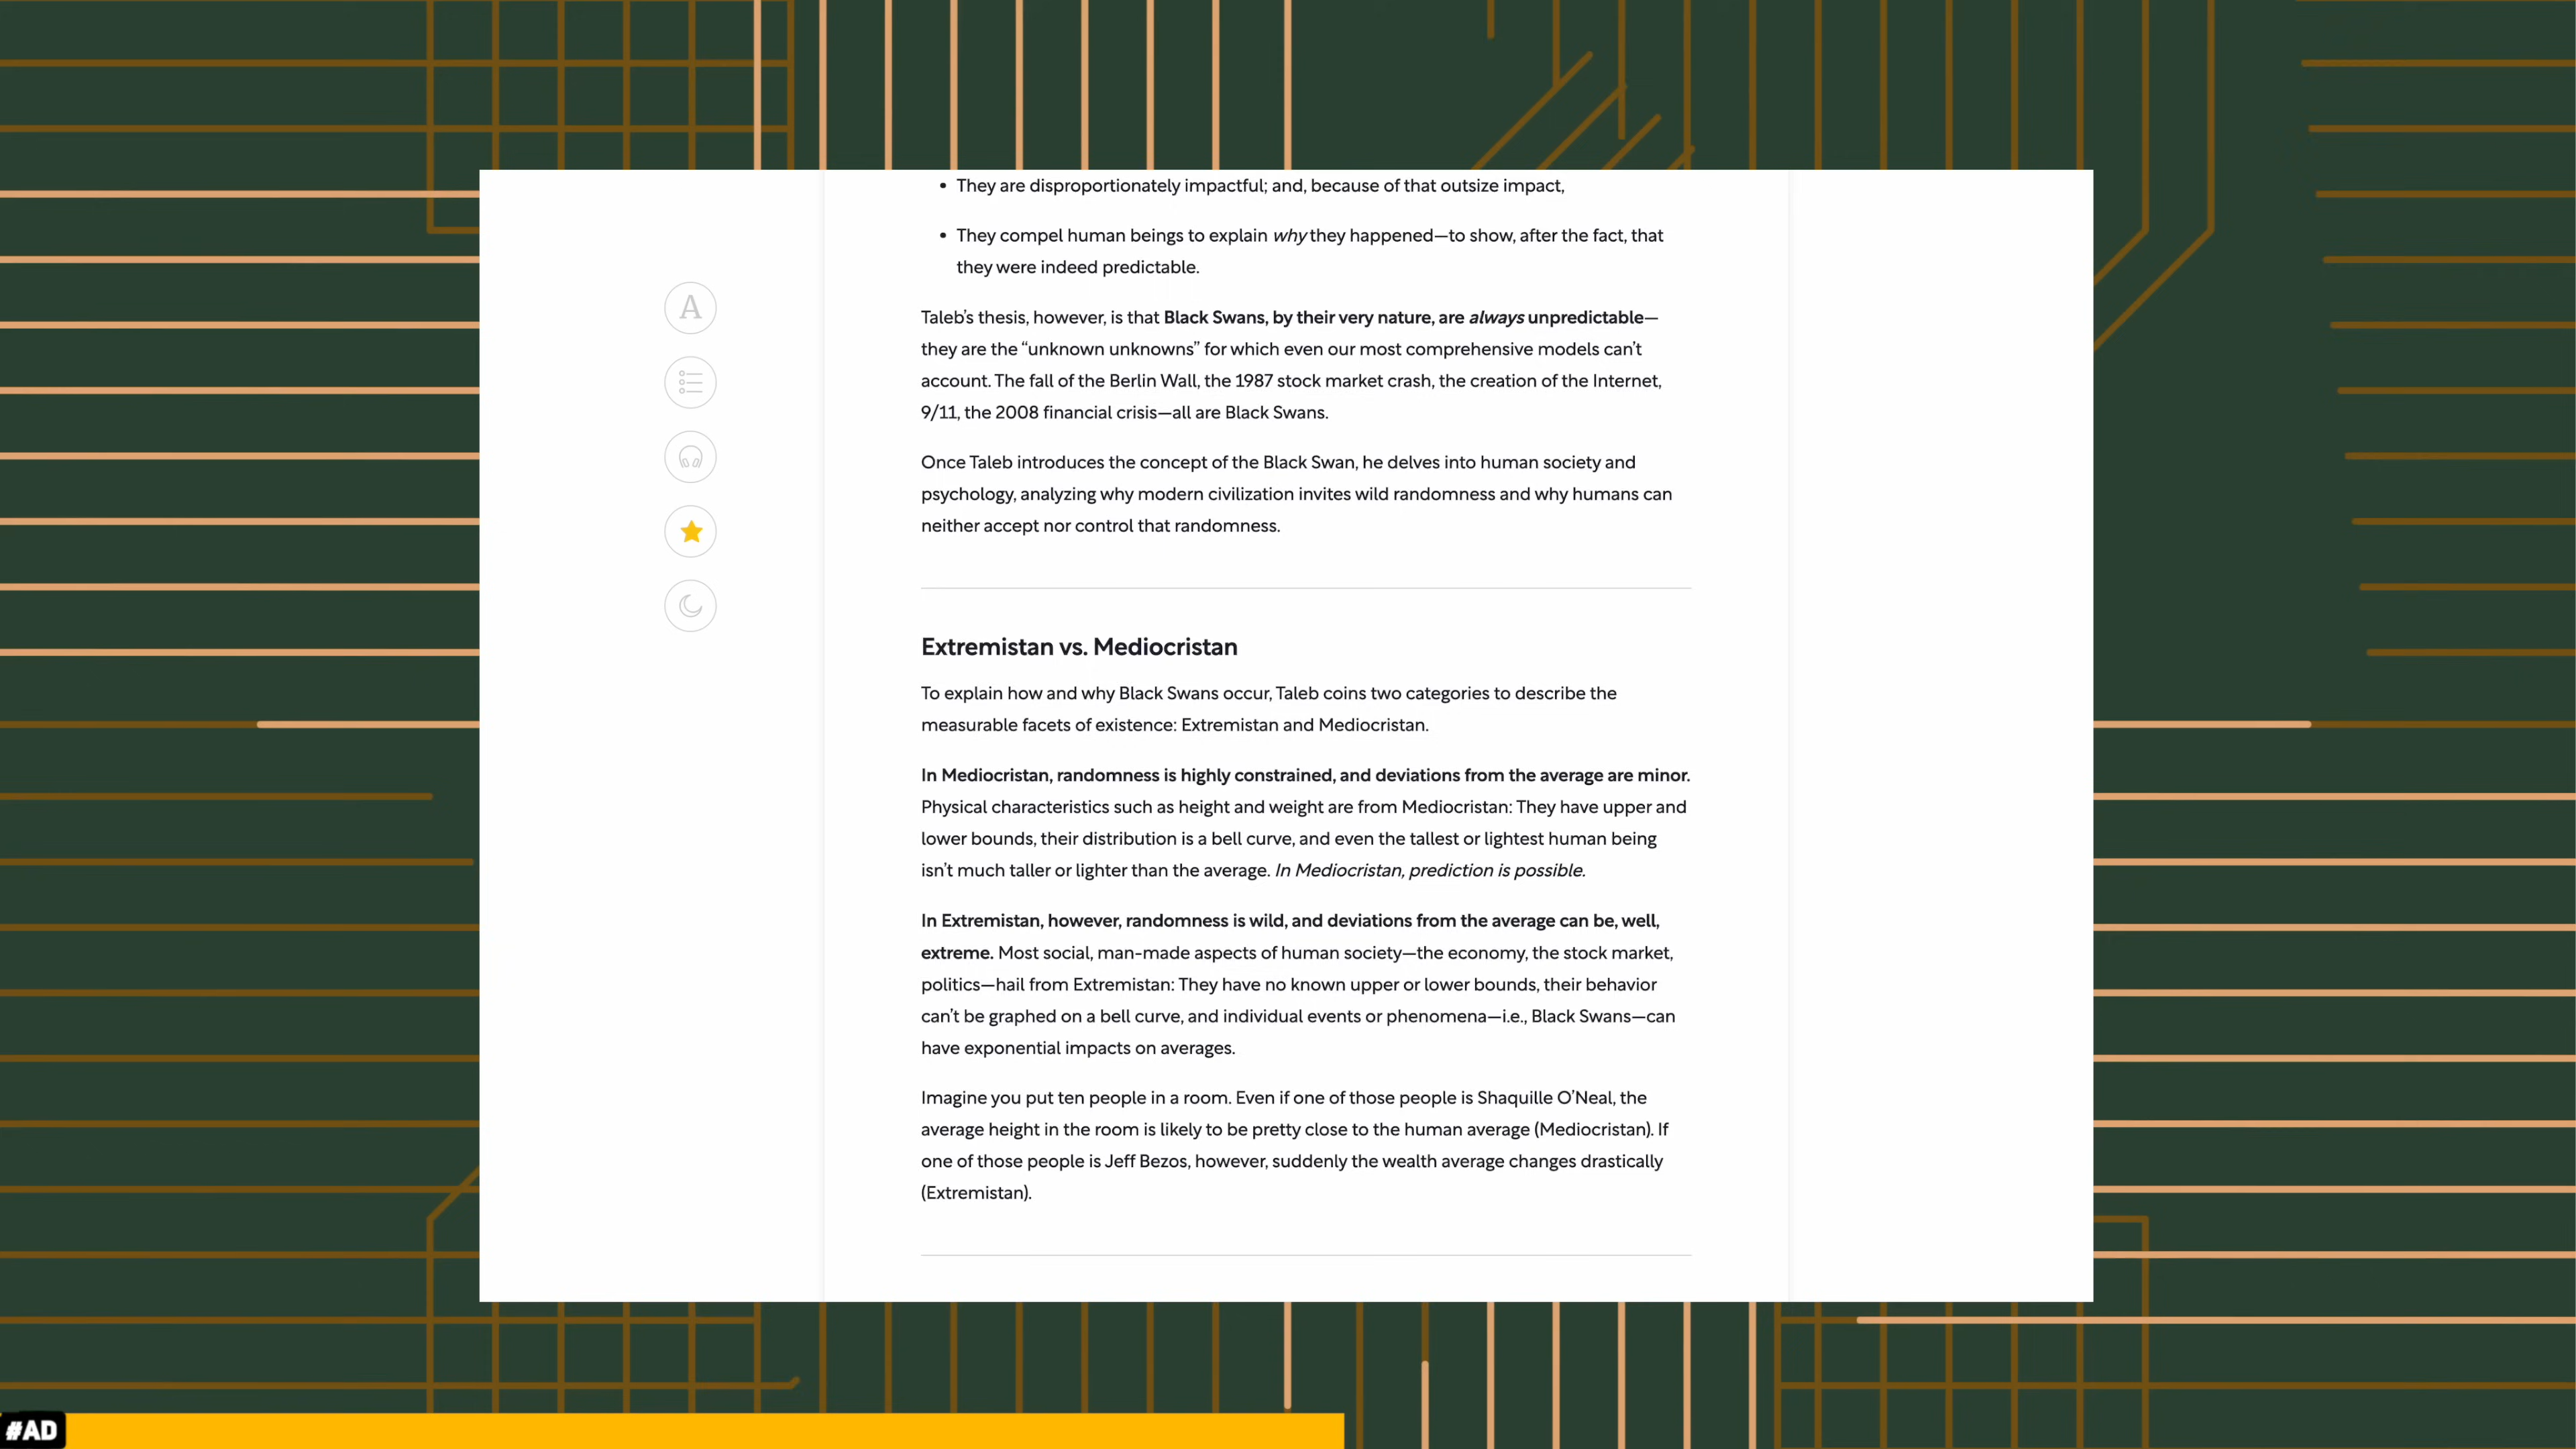 • They are disproportionately impactful; and, because of that outsize impact,
• They compel human beings to explain why they happened—to show, after the fact, that
they were indeed predictable.
A
Taleb’s thesis, however, is that Black Swans, by their very nature, are always unpredictable—
they are the “unknown unknowns” for which even our most comprehensive models can’t
account. The fall of the Berlin Wall, the 1987 stock market crash, the creation of the Internet,
9/11, the 2008 financial crisis—all are Black Swans.
Once Taleb introduces the concept of the Black Swan, he delves into human society and
psychology, analyzing why modern civilization invites wild randomness and why humans can
neither accept nor control that randomness.
Extremistan vs. Mediocristan
To explain how and why Black Swans occur, Taleb coins two categories to describe the
measurable facets of existence: Extremistan and Mediocristan.
In Mediocristan, randomness is highly constrained, and deviations from the average are minor.
Physical characteristics such as height and weight are from Mediocristan: They have upper and
lower bounds, their distribution is a bell curve, and even the tallest or lightest human being
isn’t much taller or lighter than the average. In Mediocristan, prediction is possible.
In Extremistan, however, randomness is wild, and deviations from the average can be, well,
extreme. Most social, man-made aspects of human society—the economy, the stock market,
politics—hail from Extremistan: They have no known upper or lower bounds, their behavior
can’t be graphed on a bell curve, and individual events or phenomena—i.e., Black Swans—can
have exponential impacts on averages.
Imagine you put ten people in a room. Even if one of those people is Shaquille O’Neal, the
average height in the room is likely to be pretty close to the human average (Mediocristan). If
one of those people is Jeff Bezos, however, suddenly the wealth average changes drastically
(Extremistan).
#AD